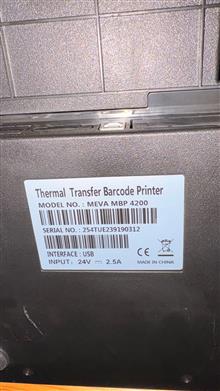 Thermal Transfer Barcode Printer
MODEL NO. : MEVA MBP 4200
SERIAL NO. : 254TUE239190312
INTERFACE : USB
INPUT: 24V ⎓ 2.5A
CE
MADE IN CHINA